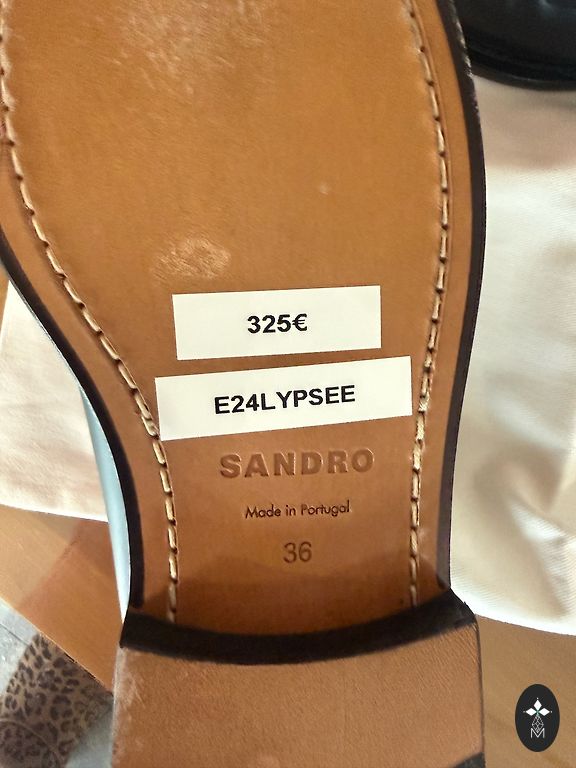 325€
E24LYPSEE
SANDRO
Made in Portugal
36
M